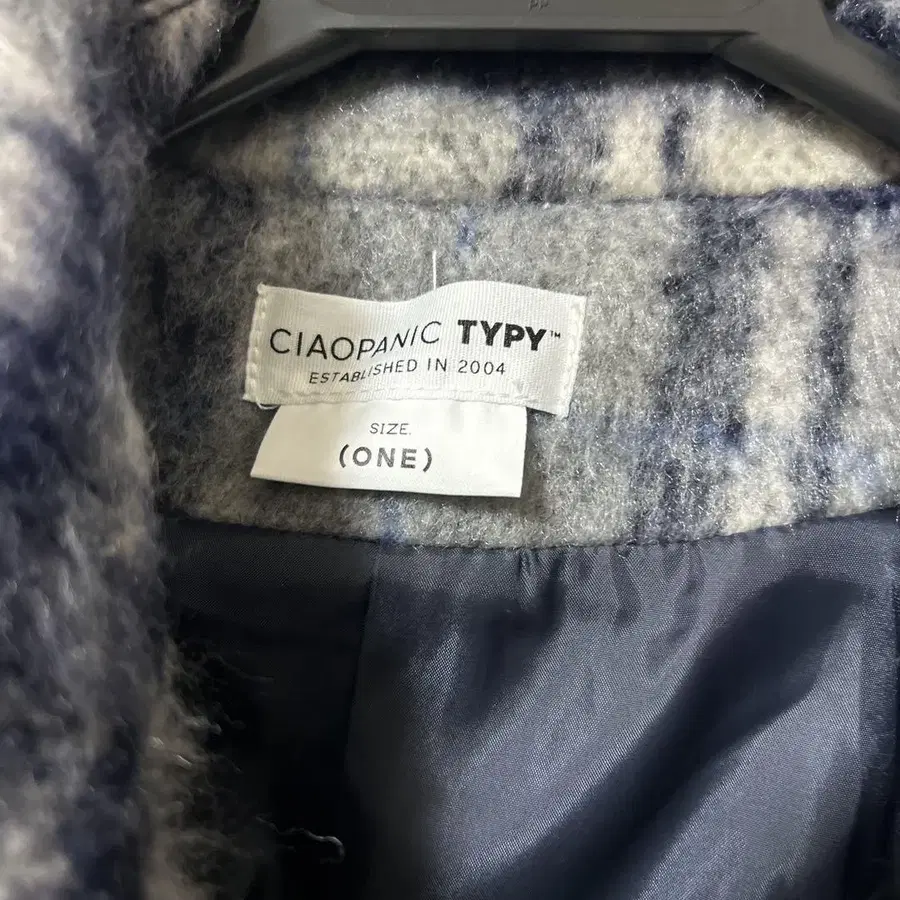 CIAOPANIC TYPY™
ESTABLISHED IN 2004
SIZE.
(ONE)